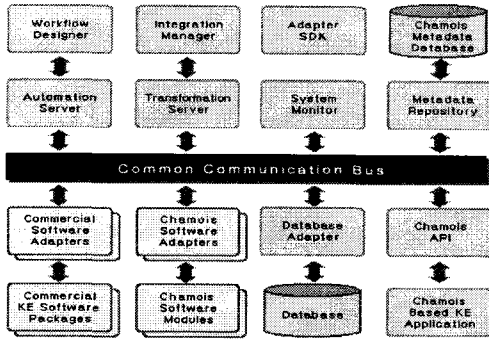 Workflow
Designer
Integration
Manager
Adapter
SDK
Chamois
Metadata
Database
Automation
Server
Transformation
Server
System
Monitor
Metadata
Repository
Common Communication Bus
Commercial
Software
Adapters
Chamois
Software
Adapters
Database
Adapter
Chamois
API
Commercial
KE Software
Packages
Chamois
Software
Modules
Database
Chamois
Based KE
Application